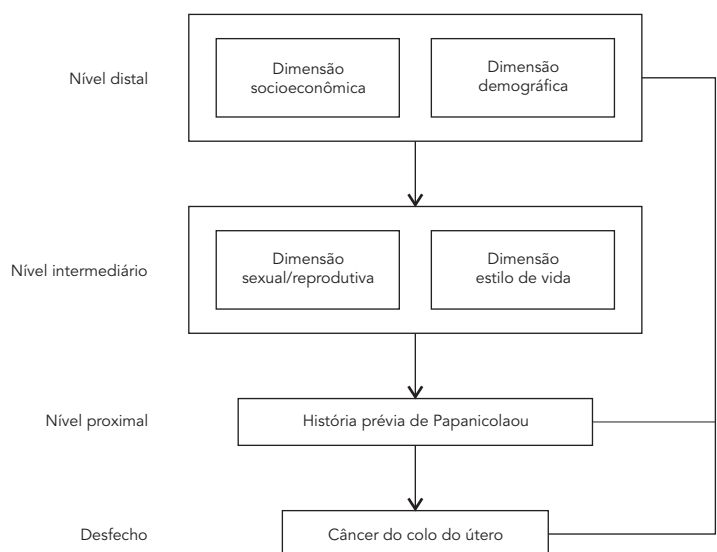 Nível distal
Dimensão
socioeconômica
Dimensão
demográfica
Nível intermediário
Dimensão
sexual/reprodutiva
Dimensão
estilo de vida
Nível proximal
História prévia de Papanicolaou
Desfecho
Câncer do colo do útero